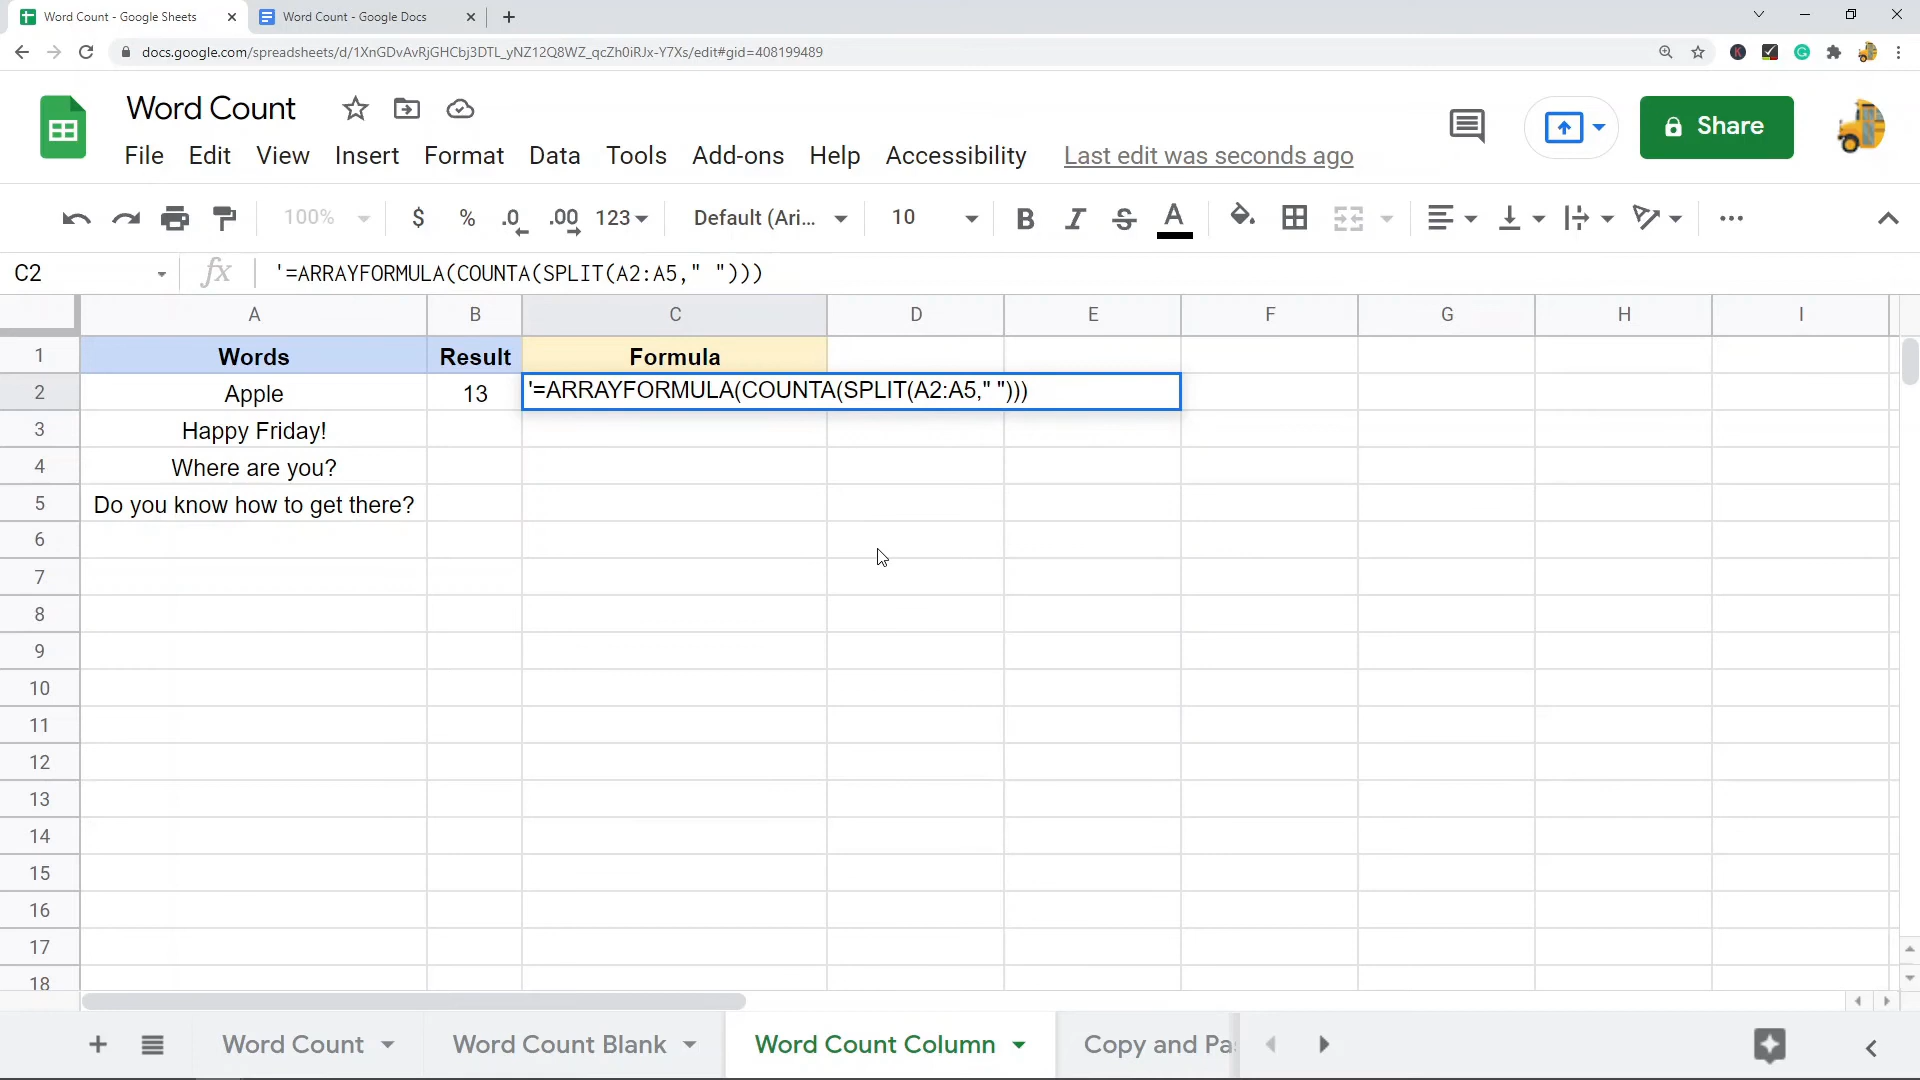 Word Count - Google Sheets
Word Count - Google Docs
docs.google.com/spreadsheets/d/1XnGDvAvRjGHCbj3DTL_yNZ12Q8WZ_qcZh0iRJx-Y7Xs/edit#gid=408199489
Word Count
Share
File Edit View Insert Format Data Tools Add-ons Help Accessibility Last edit was seconds ago
100% $ % .0 .00 123 Default (Ari... 10 B I S A
C2 fx '=ARRAYFORMULA(COUNTA(SPLIT(A2:A5," ")))
A B C D E F G H I
1 Words Result Formula
2 Apple 13 '=ARRAYFORMULA(COUNTA(SPLIT(A2:A5," ")))
3 Happy Friday!
4 Where are you?
5 Do you know how to get there?
6
7
8
9
10
11
12
13
14
15
16
17
18
Word Count Word Count Blank Word Count Column Copy and Pa